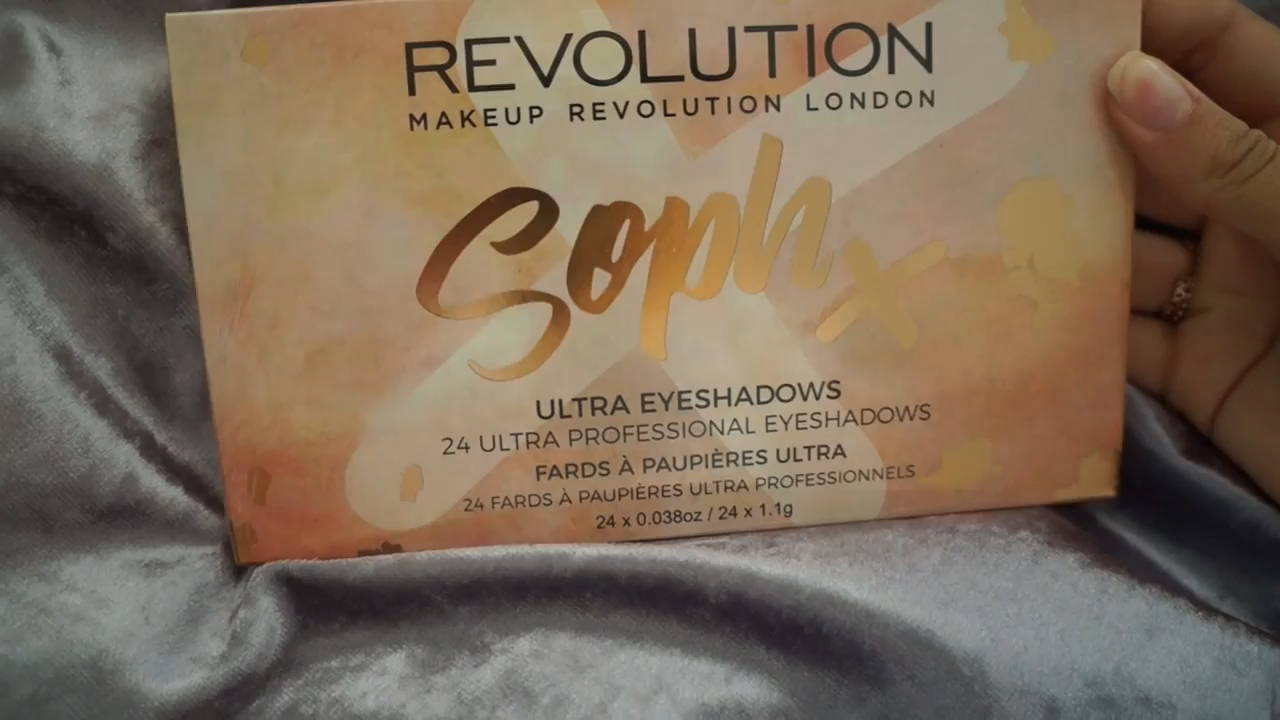 REVOLUTION
MAKEUP REVOLUTION LONDON
Soph x
ULTRA EYESHADOWS
24 ULTRA PROFESSIONAL EYESHADOWS
FARDS À PAUPIÈRES ULTRA
24 FARDS À PAUPIÈRES ULTRA PROFESSIONNELS
24 x 0.038oz / 24 x 1.1g